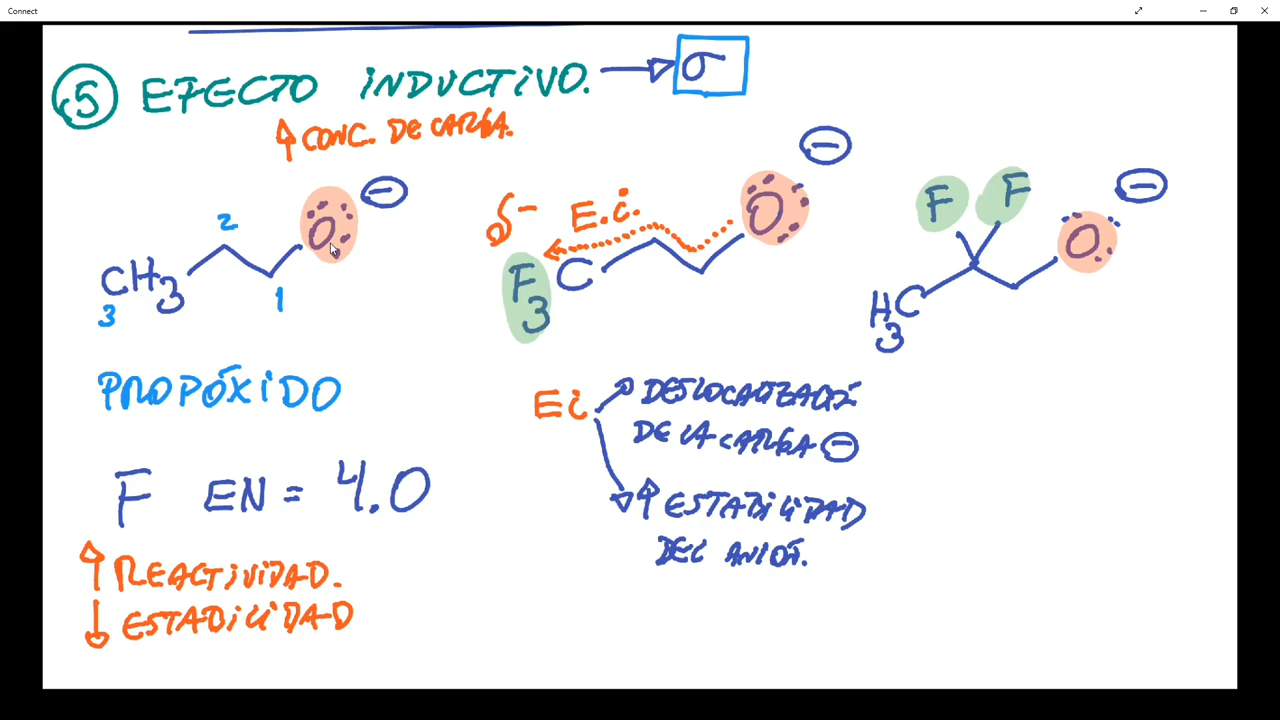 Connect
5 EFECTO INDUCTIVO. → σ
↑ CONC. DE CARGA.
CH3 2 1 3 O −
δ− E.i. F3C O −
F F H3C O −
PROPÓXIDO
F EN = 4.0
↑ REACTIVIDAD.
↓ ESTABILIDAD
Ei
DESLOCALIZACIÓN
DE LA CARGA −
↑ ESTABILIDAD
DEL ANIÓN.